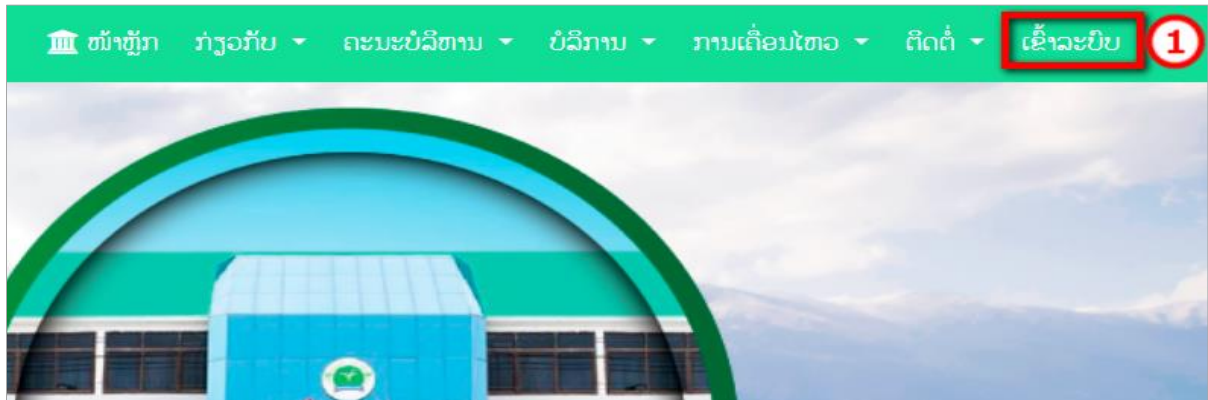 ໜ້າຫຼັກ ກ່ຽວກັບ ຄະນະບໍລິຫານ ບໍລິການ ການເຄື່ອນໄຫວ ຕິດຕໍ່ ເຂົ້າລະບົບ 1